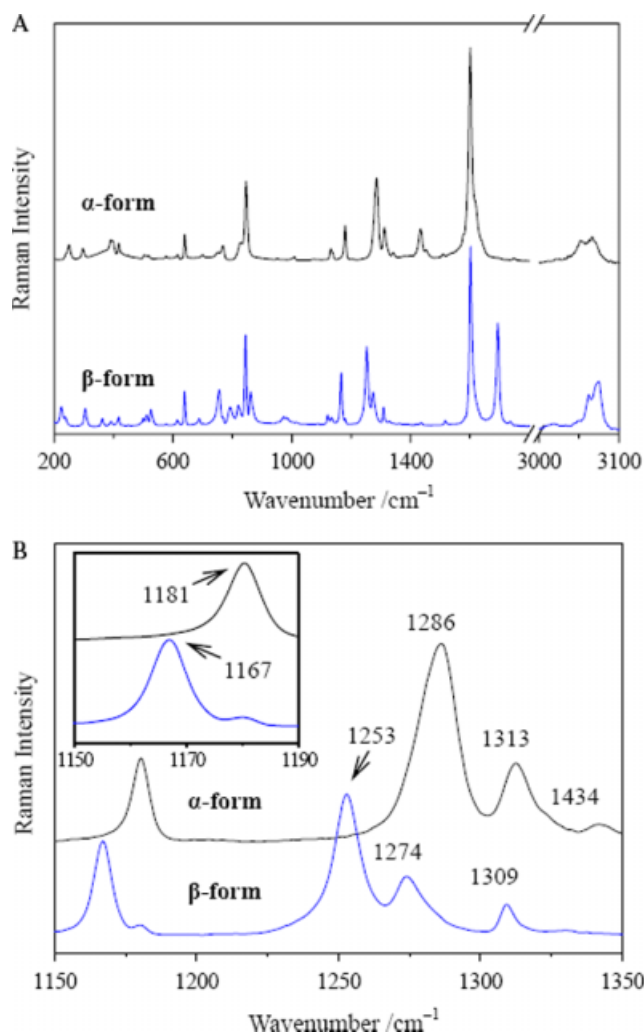 A
Raman Intensity
α-form
β-form
200 600 1000 1400 3000 3100
Wavenumber /cm⁻¹
B
Raman Intensity
1181
1167
1150 1170 1190
1286
1253
1313
1434
1274
1309
α-form
β-form
1150 1200 1250 1300 1350
Wavenumber /cm⁻¹